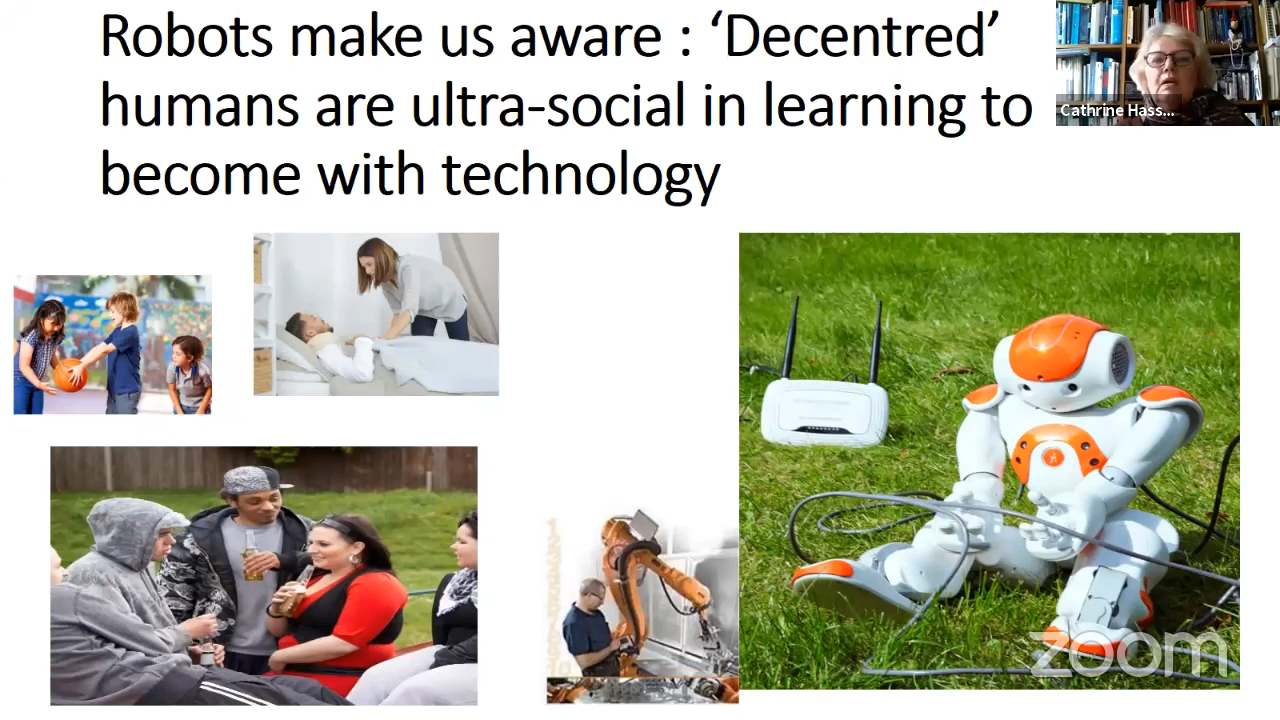 Robots make us aware : ‘Decentred’
humans are ultra-social in learning to
become with technology
Cathrine Hass...
zoom